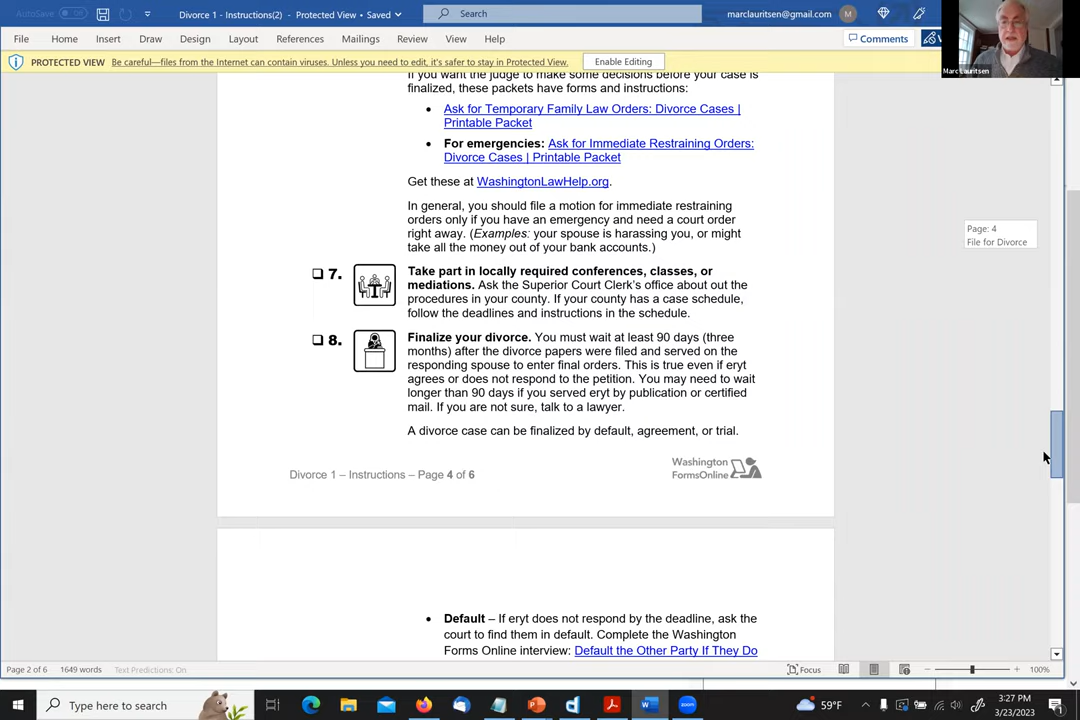 AutoSave Off
Divorce 1 - Instructions(2) - Protected View • Saved
Search
marclauritsen@gmail.com
M
File Home Insert Draw Design Layout References Mailings Review View Help
Comments
Marc Lauritsen
PROTECTED VIEW Be careful—files from the Internet can contain viruses. Unless you need to edit, it's safer to stay in Protected View.
Enable Editing
If you want the judge to make some decisions before your case is
finalized, these packets have forms and instructions:
• Ask for Temporary Family Law Orders: Divorce Cases |
Printable Packet
• For emergencies: Ask for Immediate Restraining Orders:
Divorce Cases | Printable Packet
Get these at WashingtonLawHelp.org.
In general, you should file a motion for immediate restraining
orders only if you have an emergency and need a court order
right away. (Examples: your spouse is harassing you, or might
take all the money out of your bank accounts.)
Page: 4
File for Divorce
❑ 7. Take part in locally required conferences, classes, or
mediations. Ask the Superior Court Clerk's office about out the
procedures in your county. If your county has a case schedule,
follow the deadlines and instructions in the schedule.
❑ 8. Finalize your divorce. You must wait at least 90 days (three
months) after the divorce papers were filed and served on the
responding spouse to enter final orders. This is true even if eryt
agrees or does not respond to the petition. You may need to wait
longer than 90 days if you served eryt by publication or certified
mail. If you are not sure, talk to a lawyer.
A divorce case can be finalized by default, agreement, or trial.
Divorce 1 – Instructions – Page 4 of 6
Washington
FormsOnline
• Default – If eryt does not respond by the deadline, ask the
court to find them in default. Complete the Washington
Forms Online interview: Default the Other Party If They Do
Page 2 of 6 1649 words Text Predictions: On
Focus
100%
Type here to search
zoom
59°F
3:27 PM
3/23/2023